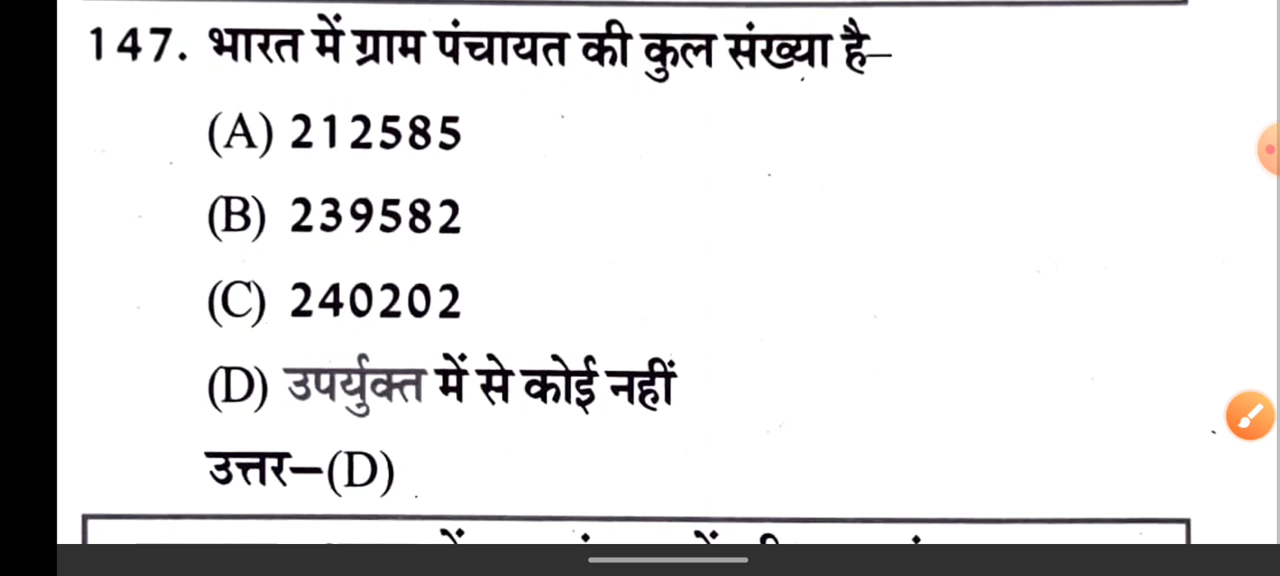 147. भारत में ग्राम पंचायत की कुल संख्या है–
(A) 212585
(B) 239582
(C) 240202
(D) उपर्युक्त में से कोई नहीं
उत्तर–(D)